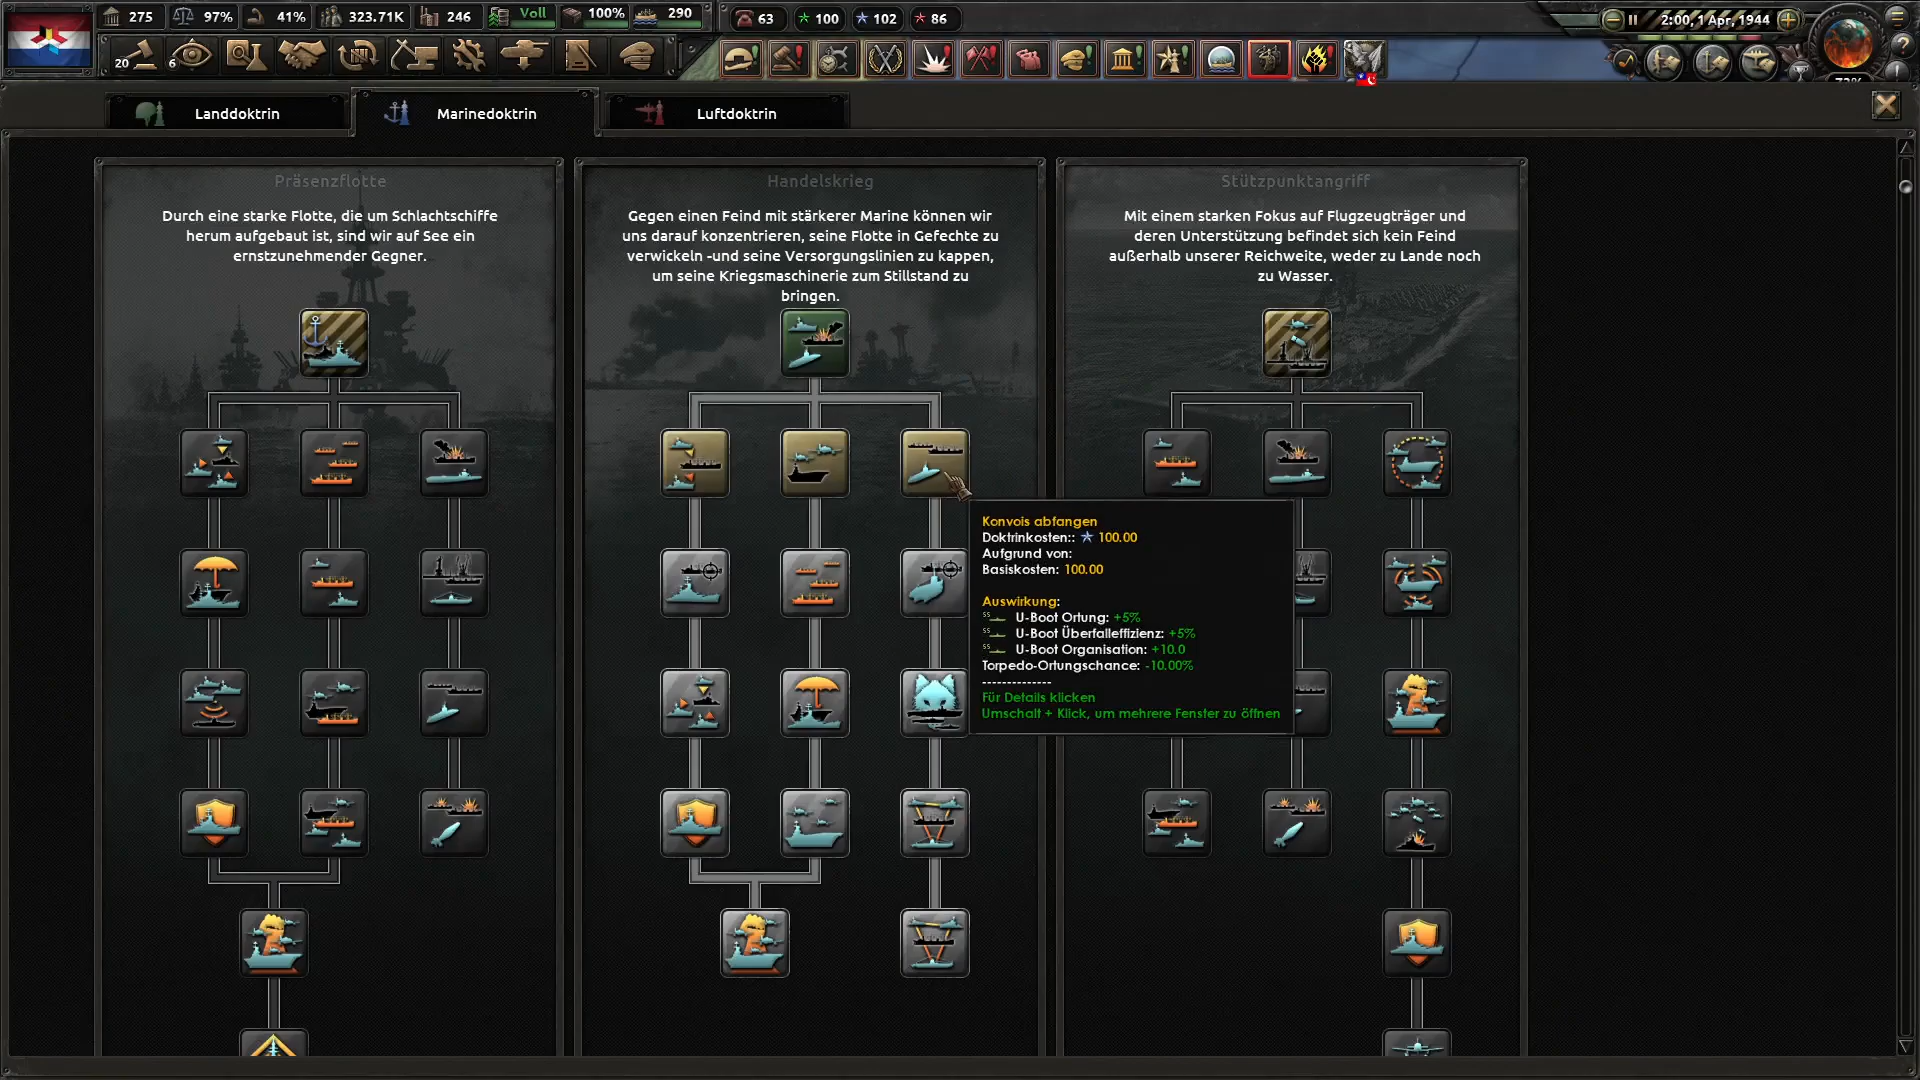 275
97%
41%
323.71K
246
Voll
100%
290
63
100
102
86
2:00, 1 Apr, 1944
20
6
Landdoktrin
Marinedoktrin
Luftdoktrin
Präsenzflotte
Durch eine starke Flotte, die um Schlachtschiffe
herum aufgebaut ist, sind wir auf See ein
ernstzunehmender Gegner.
Handelskrieg
Gegen einen Feind mit stärkerer Marine können wir
uns darauf konzentrieren, seine Flotte in Gefechte zu
verwickeln -und seine Versorgungslinien zu kappen,
um seine Kriegsmaschinerie zum Stillstand zu
bringen.
Stützpunktangriff
Mit einem starken Fokus auf Flugzeugträger und
deren Unterstützung befindet sich kein Feind
außerhalb unserer Reichweite, weder zu Lande noch
zu Wasser.
Konvois abfangen
Doktrinkosten:: 100.00
Aufgrund von:
Basiskosten: 100.00
Auswirkung:
SS U-Boot Ortung: +5%
SS U-Boot Überfalleffizienz: +5%
SS U-Boot Organisation: +10.0
Torpedo-Ortungschance: -10.00%
--------------
Für Details klicken
Umschalt + Klick, um mehrere Fenster zu öffnen